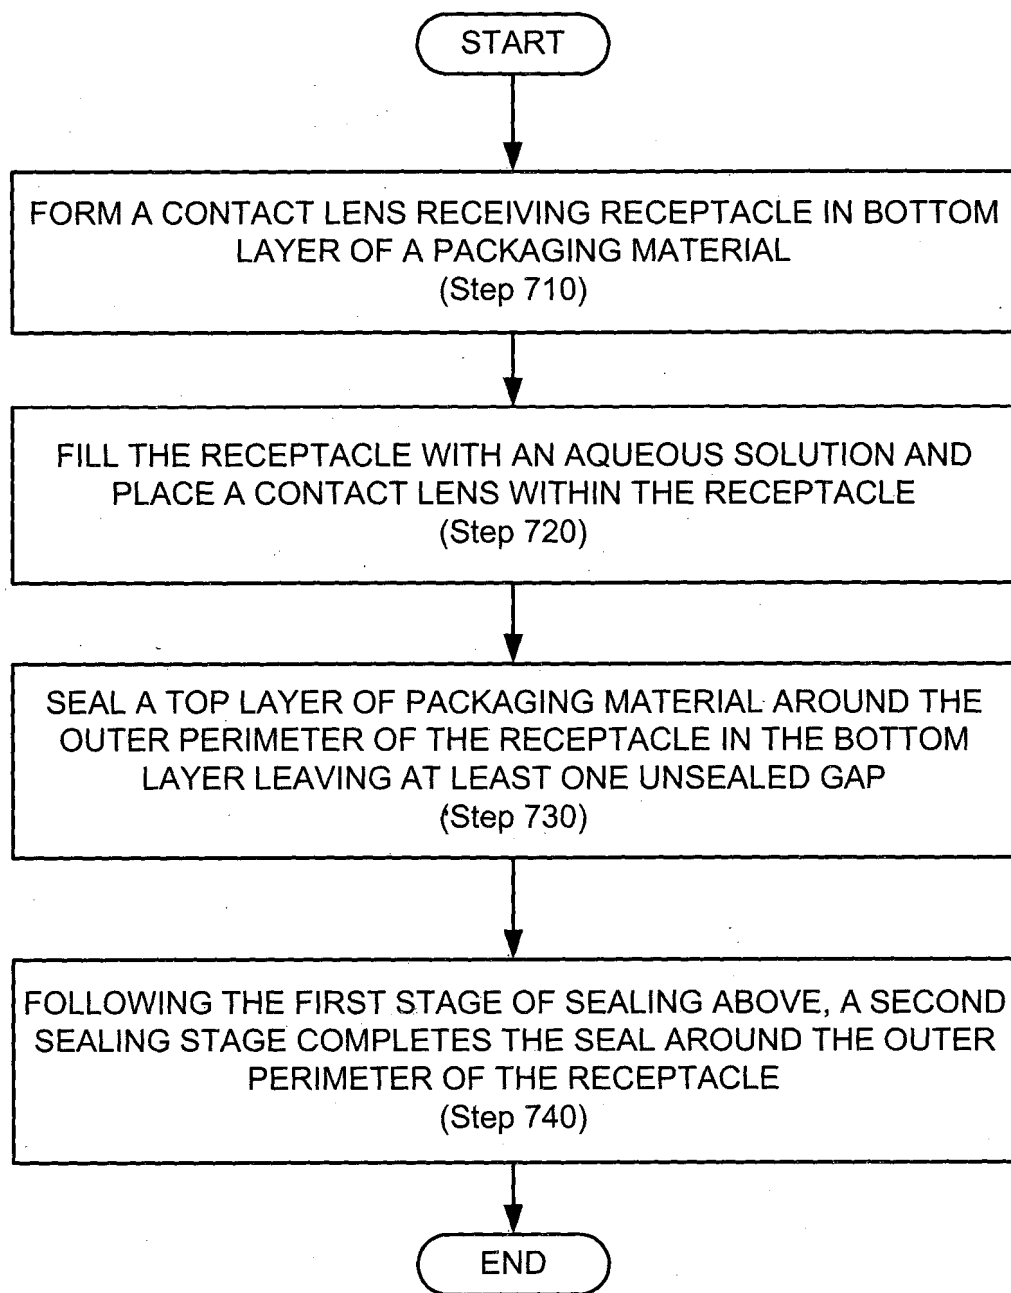 START
FORM A CONTACT LENS RECEIVING RECEPTACLE IN BOTTOM
LAYER OF A PACKAGING MATERIAL
(Step 710)
FILL THE RECEPTACLE WITH AN AQUEOUS SOLUTION AND
PLACE A CONTACT LENS WITHIN THE RECEPTACLE
(Step 720)
SEAL A TOP LAYER OF PACKAGING MATERIAL AROUND THE
OUTER PERIMETER OF THE RECEPTACLE IN THE BOTTOM
LAYER LEAVING AT LEAST ONE UNSEALED GAP
(Step 730)
FOLLOWING THE FIRST STAGE OF SEALING ABOVE, A SECOND
SEALING STAGE COMPLETES THE SEAL AROUND THE OUTER
PERIMETER OF THE RECEPTACLE
(Step 740)
END